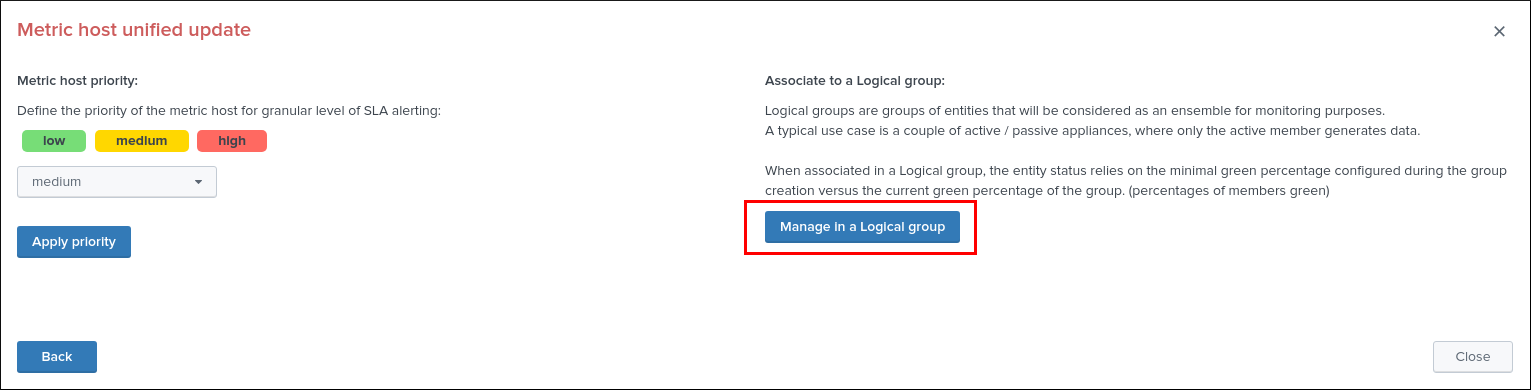 Metric host unified update
×
Metric host priority:
Define the priority of the metric host for granular level of SLA alerting:
low medium high
medium
Apply priority
Associate to a Logical group:
Logical groups are groups of entities that will be considered as an ensemble for monitoring purposes.
A typical use case is a couple of active / passive appliances, where only the active member generates data.
When associated in a Logical group, the entity status relies on the minimal green percentage configured during the group
creation versus the current green percentage of the group. (percentages of members green)
Manage in a Logical group
Back
Close